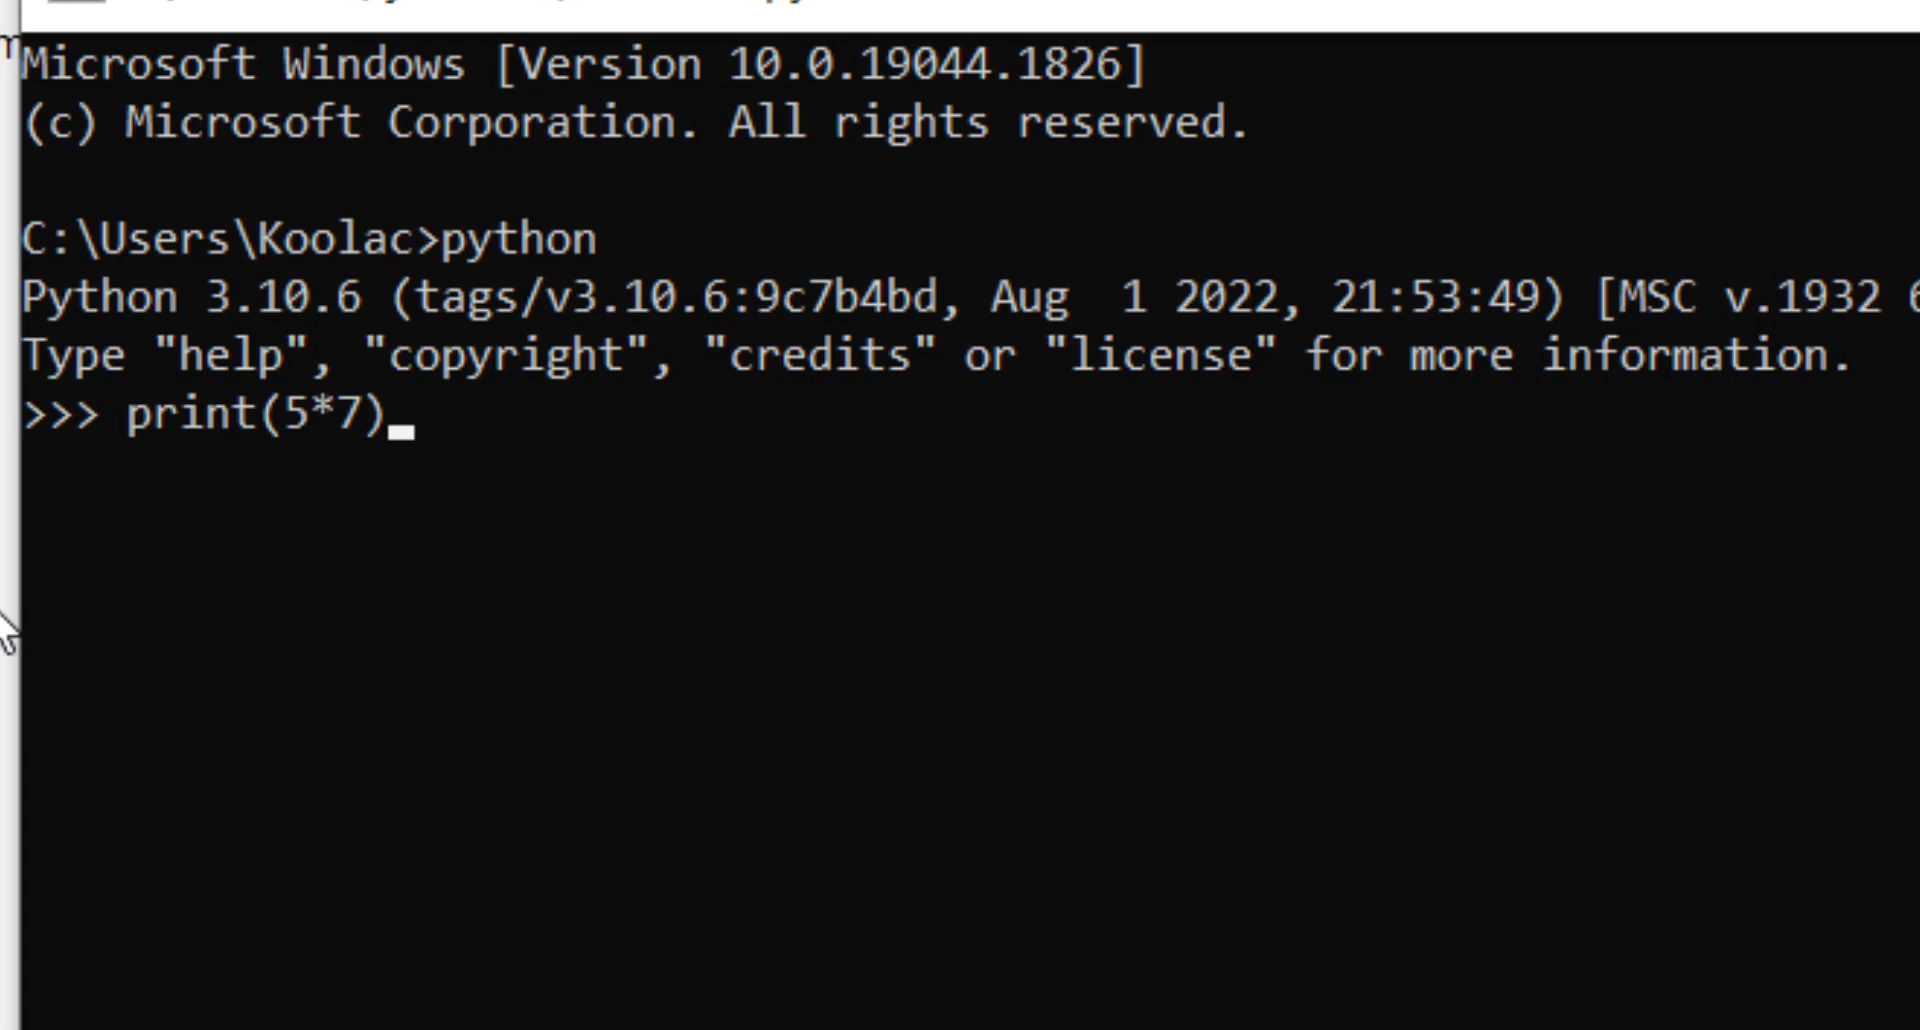 Microsoft Windows [Version 10.0.19044.1826]
(c) Microsoft Corporation. All rights reserved.
C:\Users\Koolac>python
Python 3.10.6 (tags/v3.10.6:9c7b4bd, Aug  1 2022, 21:53:49) [MSC v.1932 6
Type "help", "copyright", "credits" or "license" for more information.
>>> print(5*7)